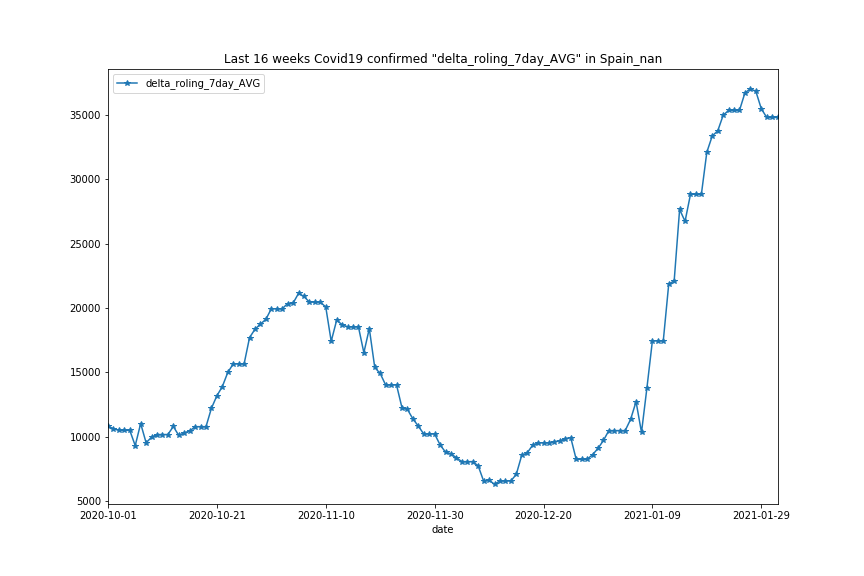 Last 16 weeks Covid19 confirmed "delta_roling_7day_AVG" in Spain_nan
delta_roling_7day_AVG
35000
30000
25000
20000
15000
10000
5000
2020-10-01 2020-10-21 2020-11-10 2020-11-30 2020-12-20 2021-01-09 2021-01-29
date